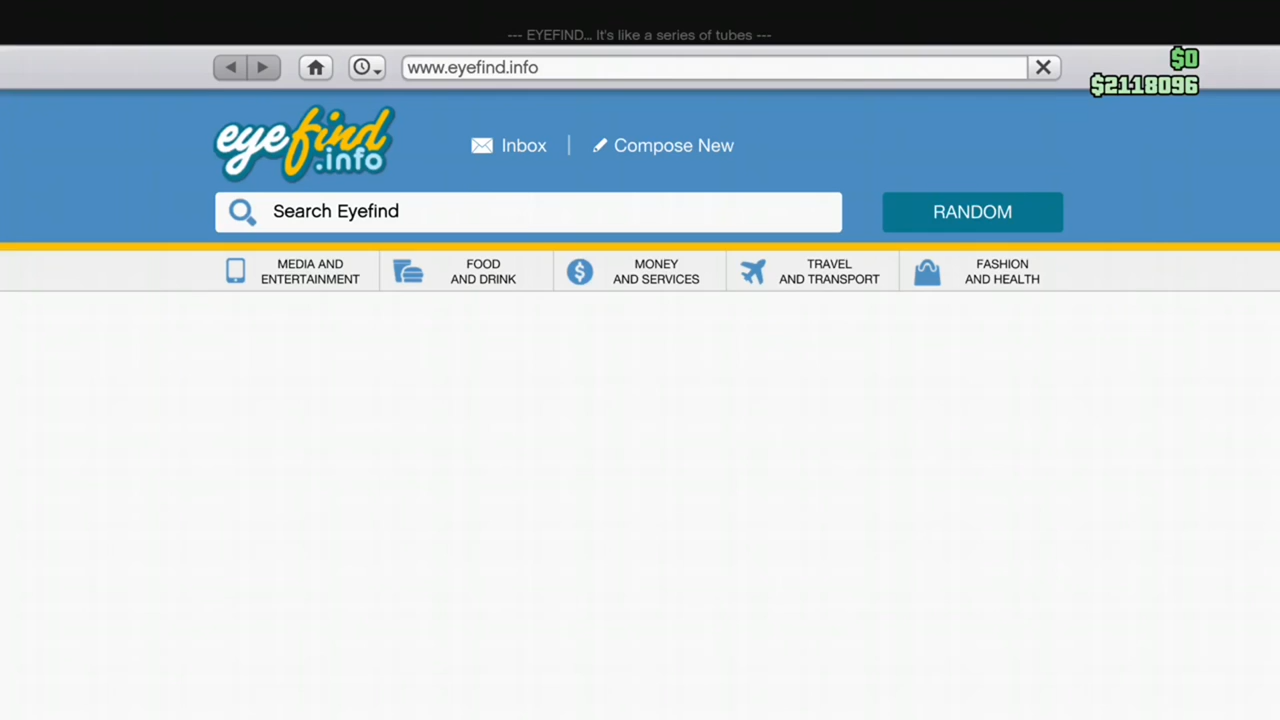 --- EYEFIND... It's like a series of tubes ---
www.eyefind.info
$0
$2118096
eyefind
.info
Inbox
Compose New
Search Eyefind
RANDOM
MEDIA AND
ENTERTAINMENT
FOOD
AND DRINK
MONEY
AND SERVICES
TRAVEL
AND TRANSPORT
FASHION
AND HEALTH